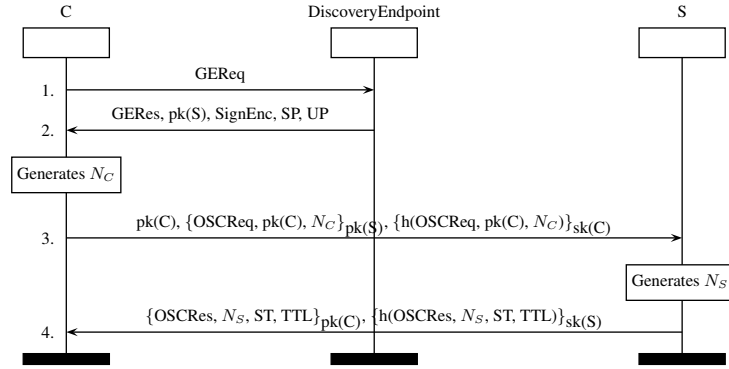 C DiscoveryEndpoint S
GEReq
1.
GERes, pk(S), SignEnc, SP, UP
2.
Generates N_C
pk(C), {OSCReq, pk(C), N_C}_pk(S), {h(OSCReq, pk(C), N_C)}_sk(C)
3.
Generates N_S
{OSCRes, N_S, ST, TTL}_pk(C), {h(OSCRes, N_S, ST, TTL)}_sk(S)
4.